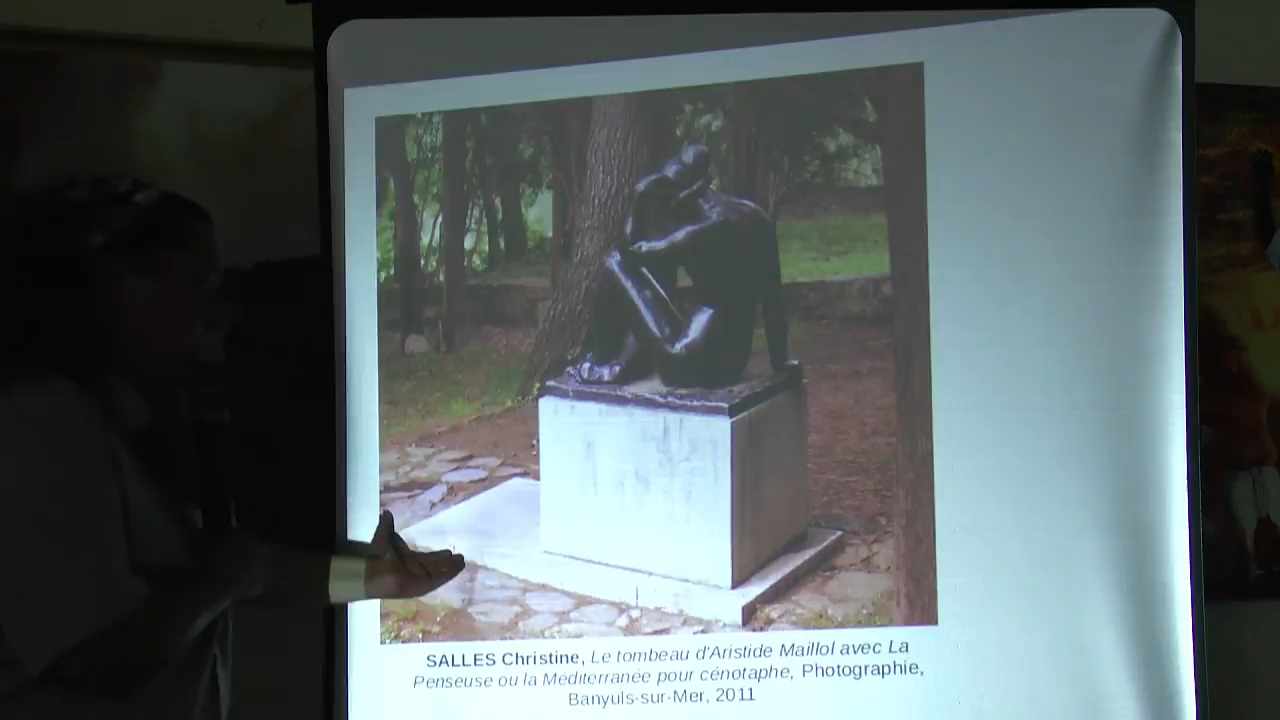 SALLES Christine, Le tombeau d'Aristide Maillol avec La
Penseuse ou la Méditerranée pour cénotaphe, Photographie,
Banyuls-sur-Mer, 2011